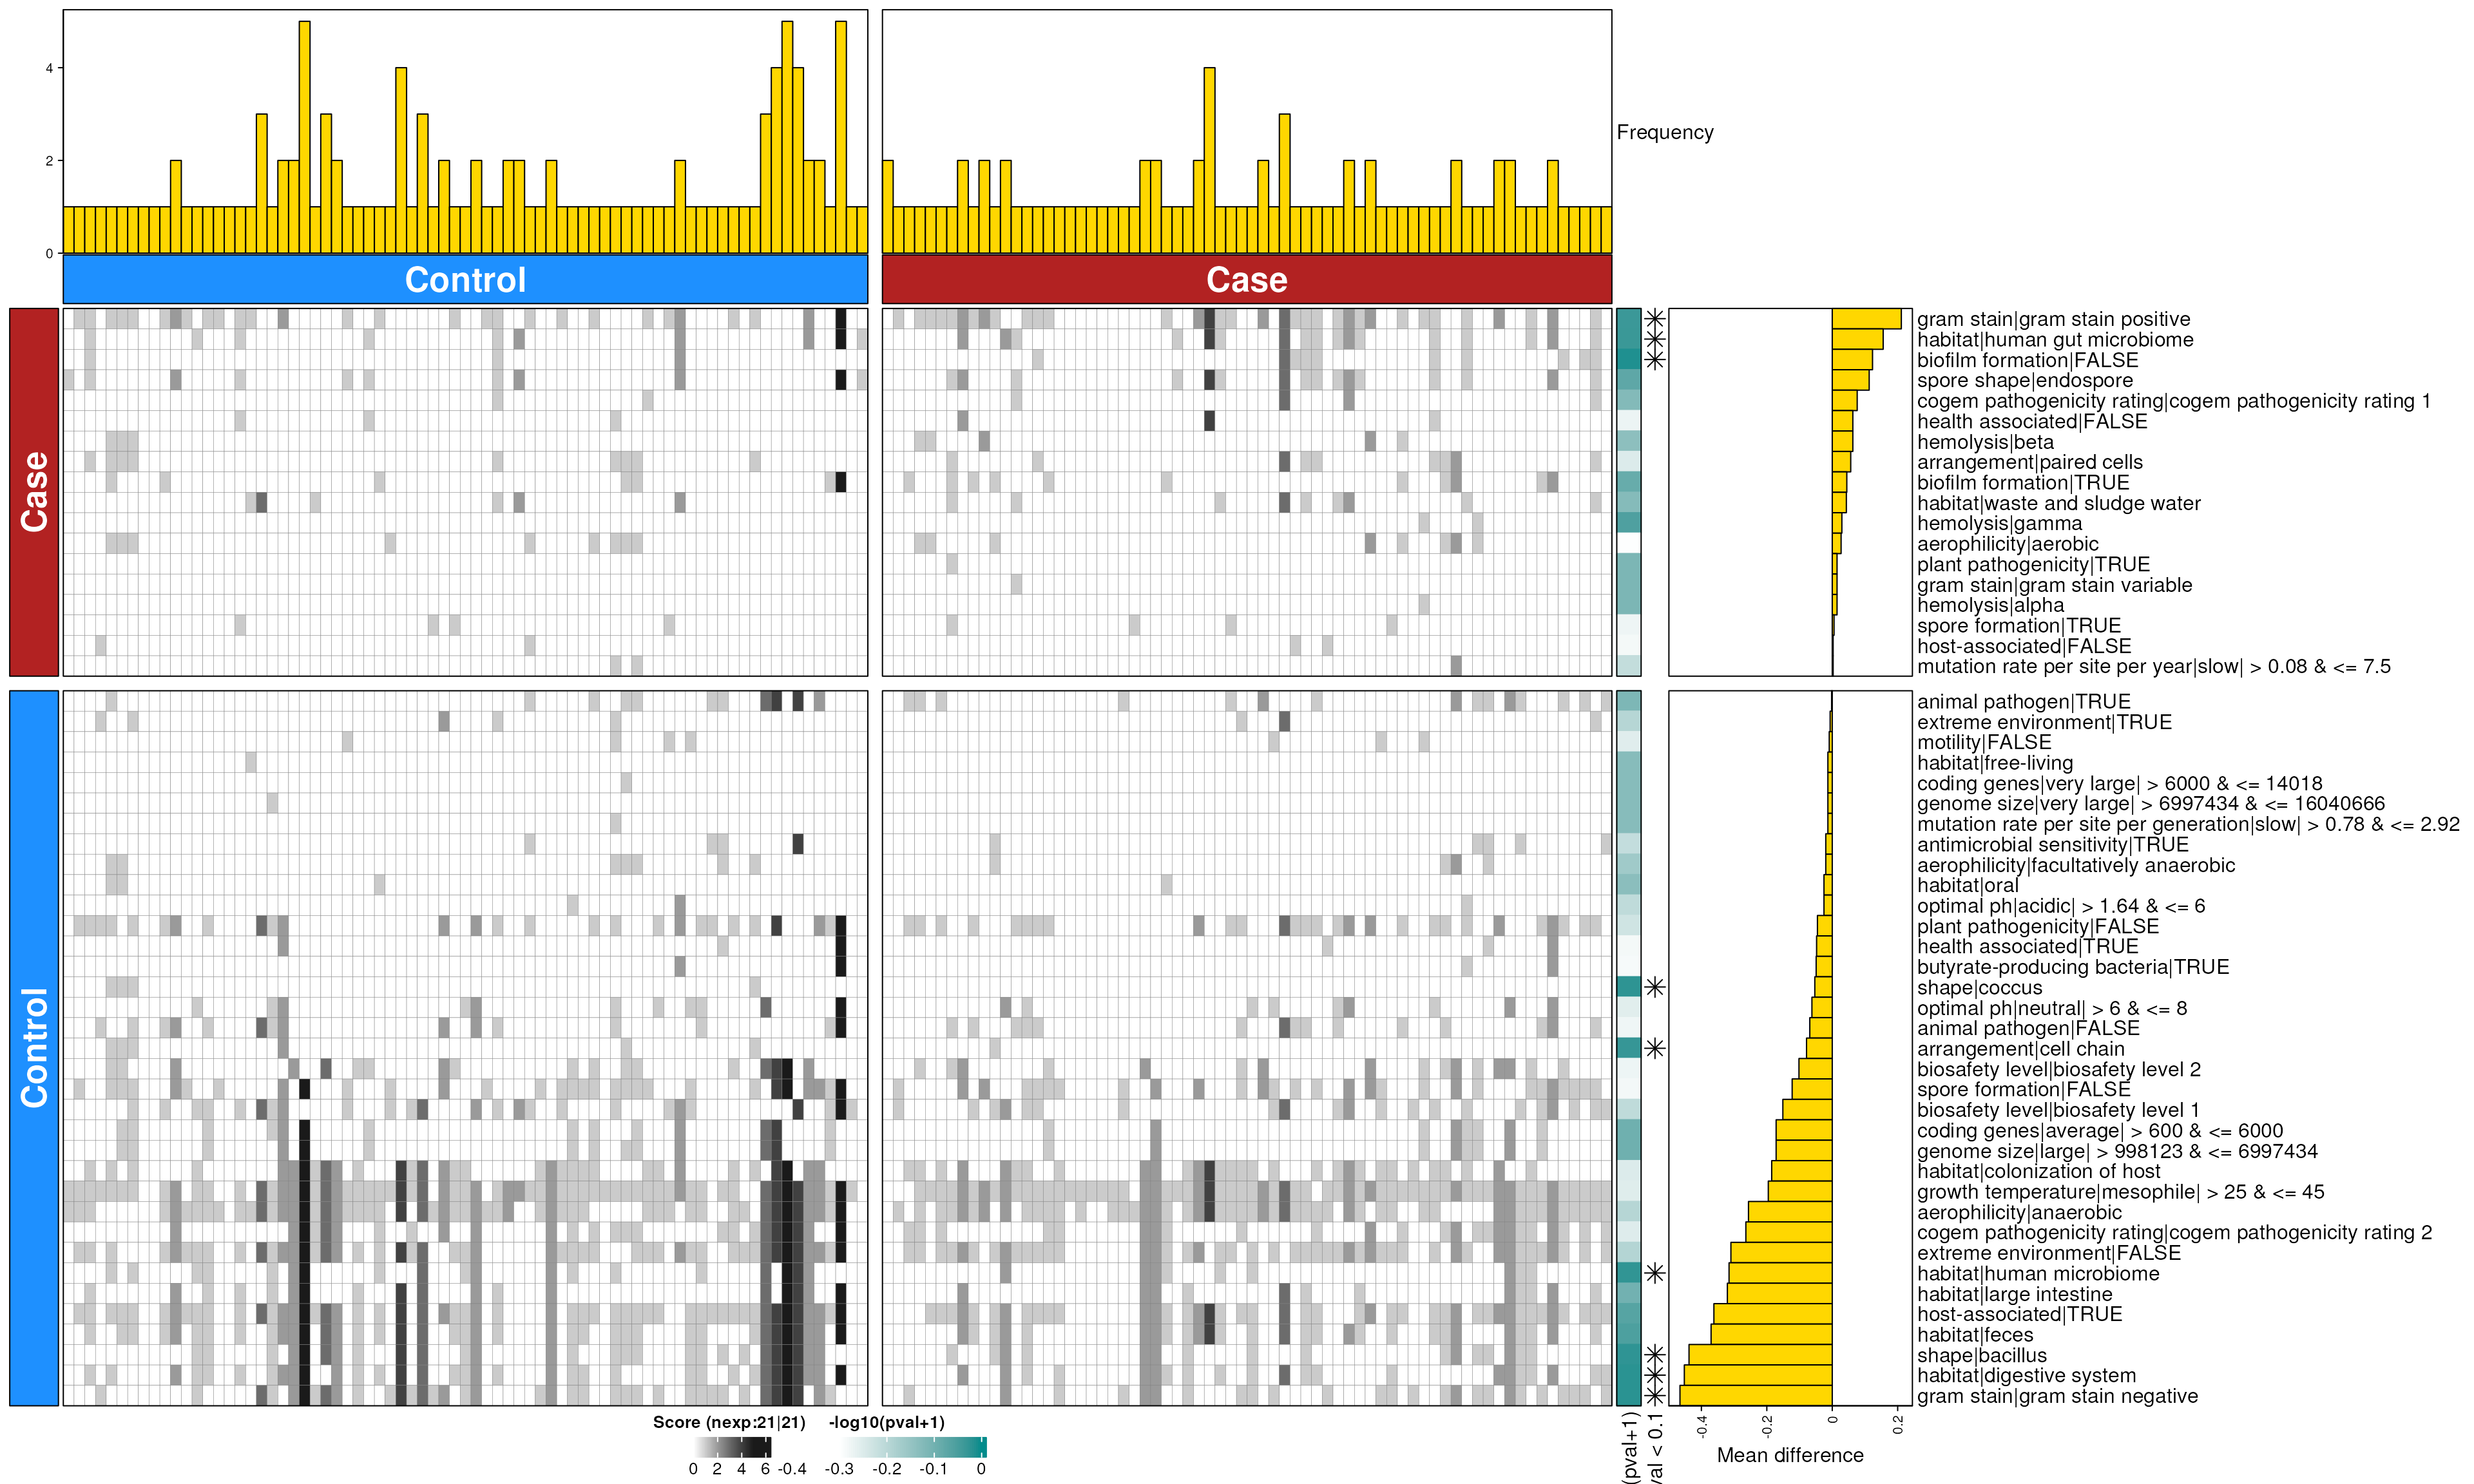 4
2
0
Frequency
Control
Case
Case
gram stain|gram stain positive
habitat|human gut microbiome
biofilm formation|FALSE
spore shape|endospore
cogem pathogenicity rating|cogem pathogenicity rating 1
health associated|FALSE
hemolysis|beta
arrangement|paired cells
biofilm formation|TRUE
habitat|waste and sludge water
hemolysis|gamma
aerophilicity|aerobic
plant pathogenicity|TRUE
gram stain|gram stain variable
hemolysis|alpha
spore formation|TRUE
host-associated|FALSE
mutation rate per site per year|slow| > 0.08 & <= 7.5
Control
animal pathogen|TRUE
extreme environment|TRUE
motility|FALSE
habitat|free-living
coding genes|very large| > 6000 & <= 14018
genome size|very large| > 6997434 & <= 16040666
mutation rate per site per generation|slow| > 0.78 & <= 2.92
antimicrobial sensitivity|TRUE
aerophilicity|facultatively anaerobic
habitat|oral
optimal ph|acidic| > 1.64 & <= 6
plant pathogenicity|FALSE
health associated|TRUE
butyrate-producing bacteria|TRUE
shape|coccus
optimal ph|neutral| > 6 & <= 8
animal pathogen|FALSE
arrangement|cell chain
biosafety level|biosafety level 2
spore formation|FALSE
biosafety level|biosafety level 1
coding genes|average| > 600 & <= 6000
genome size|large| > 998123 & <= 6997434
habitat|colonization of host
growth temperature|mesophile| > 25 & <= 45
aerophilicity|anaerobic
cogem pathogenicity rating|cogem pathogenicity rating 2
extreme environment|FALSE
habitat|human microbiome
habitat|large intestine
host-associated|TRUE
habitat|feces
shape|bacillus
habitat|digestive system
gram stain|gram stain negative
(pval+1)
val < 0.1
-0.4 -0.2 0 0.2
Mean difference
Score (nexp:21|21) -log10(pval+1)
0 2 4 6 -0.4 -0.3 -0.2 -0.1 0